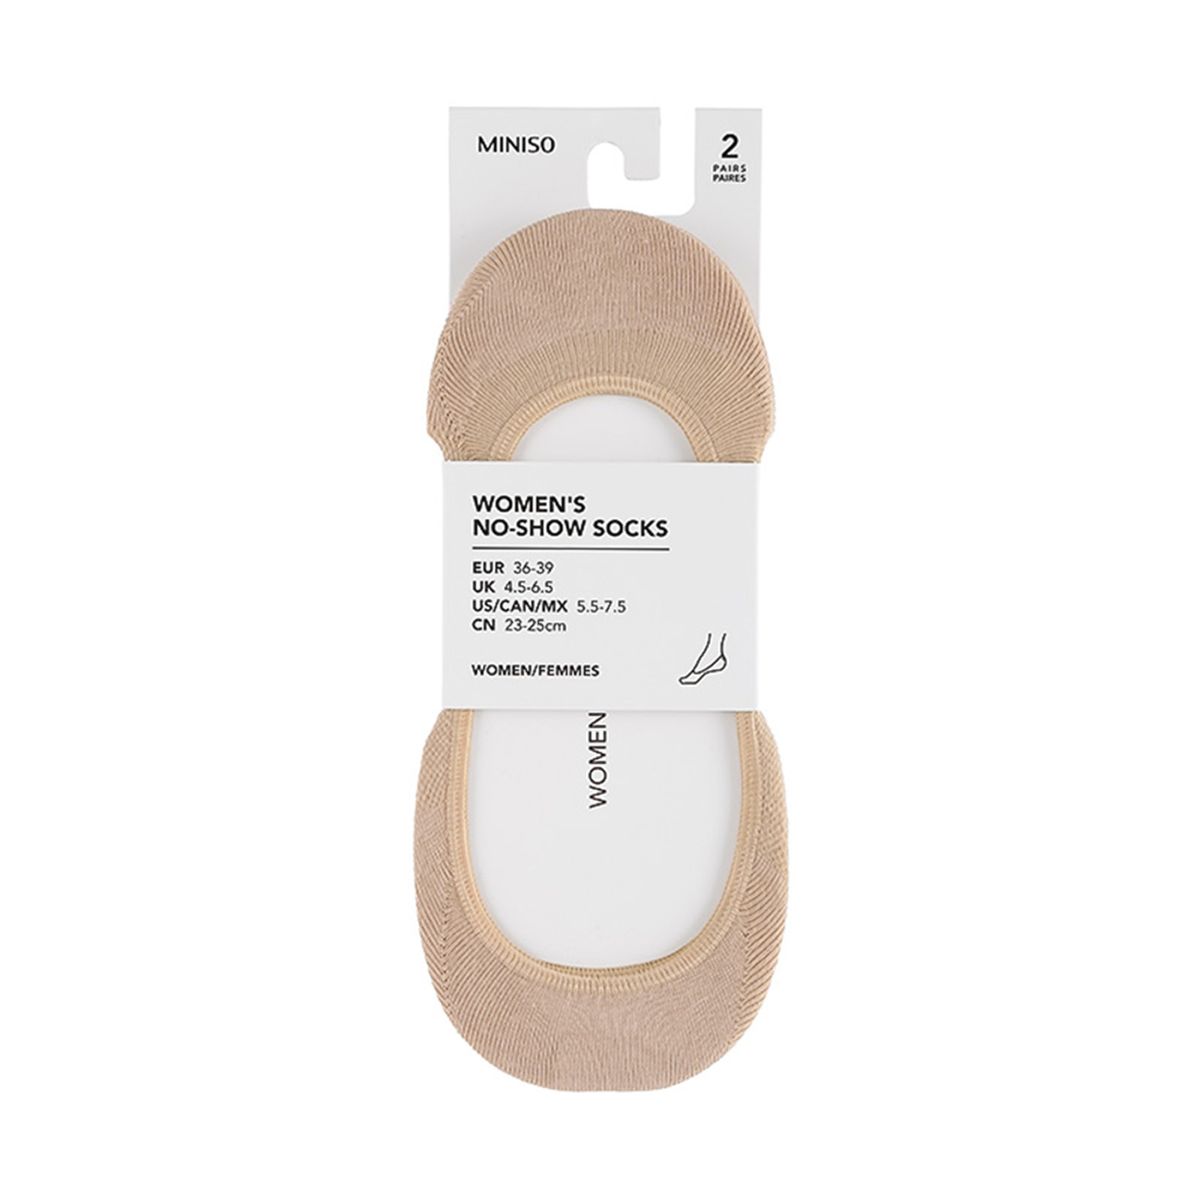 MINISO
2
PAIRS
PAIRES
WOMEN'S
NO-SHOW SOCKS
EUR 36-39
UK 4.5-6.5
US/CAN/MX 5.5-7.5
CN 23-25cm
WOMEN/FEMMES
WOMEN